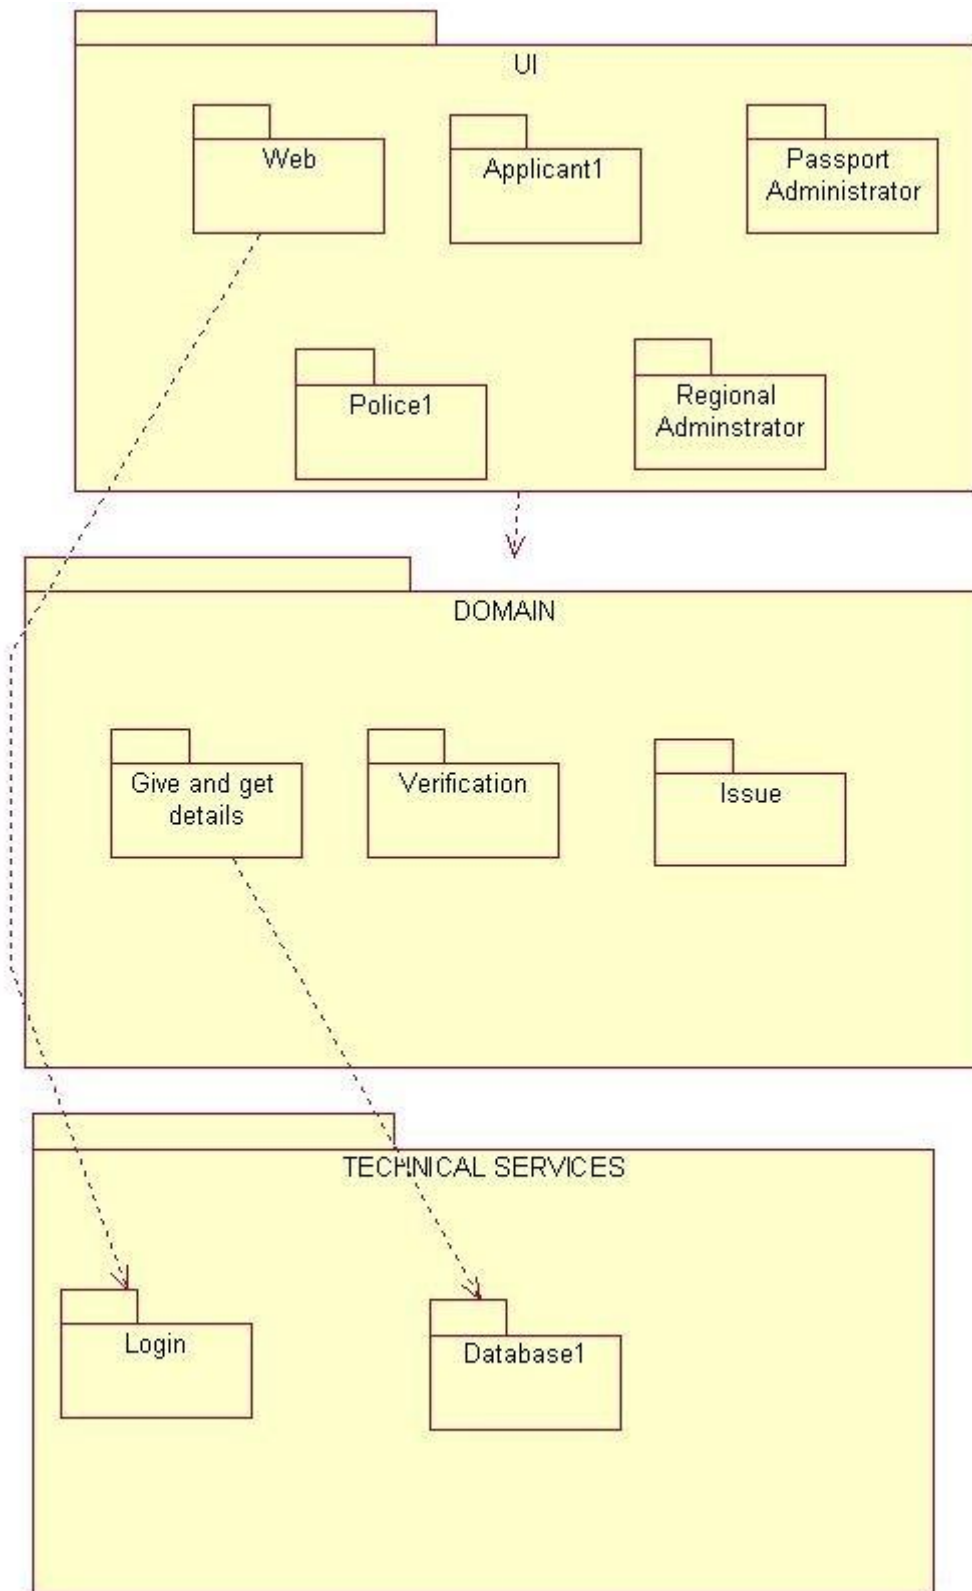 UI
Web
Applicant1
Passport
Administrator
Police1
Regional
Adminstrator
DOMAIN
Give and get
details
Verification
Issue
TECHNICAL SERVICES
Login
Database1